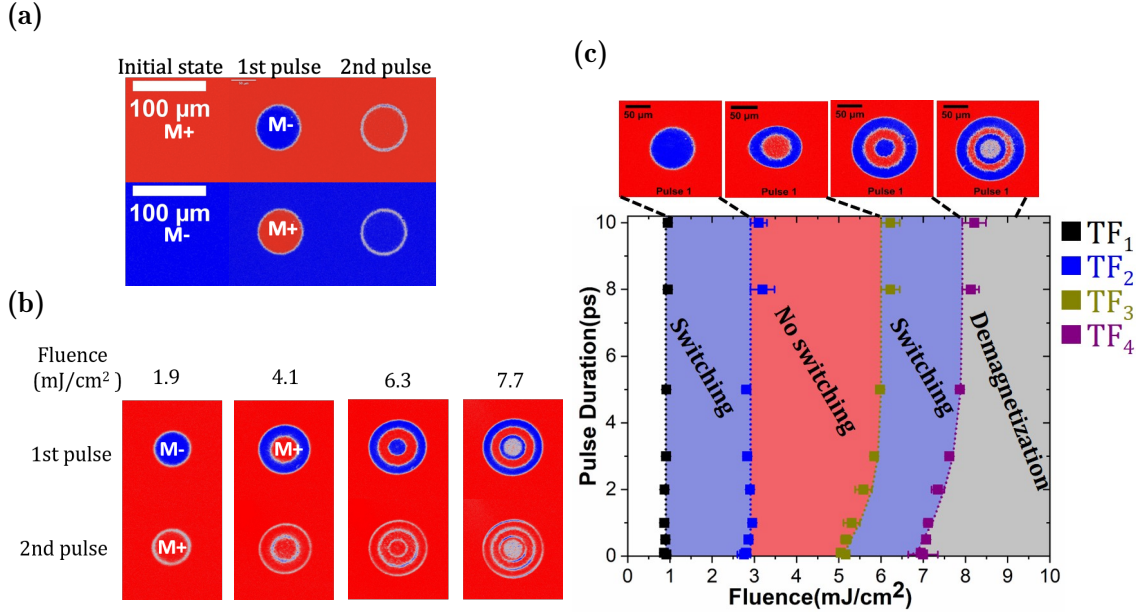 (a)
Initial state 1st pulse 2nd pulse
100 µm
M+
M-
100 µm
M-
M+
(b)
Fluence
(mJ/cm²) 1.9 4.1 6.3 7.7
1st pulse
M-
M+
2nd pulse
M+
(c)
50 µm 50 µm 50 µm 50 µm
Pulse 1 Pulse 1 Pulse 1 Pulse 1
Pulse Duration(ps)
10
8
6
4
2
0
Switching
No switching
Switching
Demagnetization
0 1 2 3 4 5 6 7 8 9 10
Fluence(mJ/cm²)
TF₁
TF₂
TF₃
TF₄